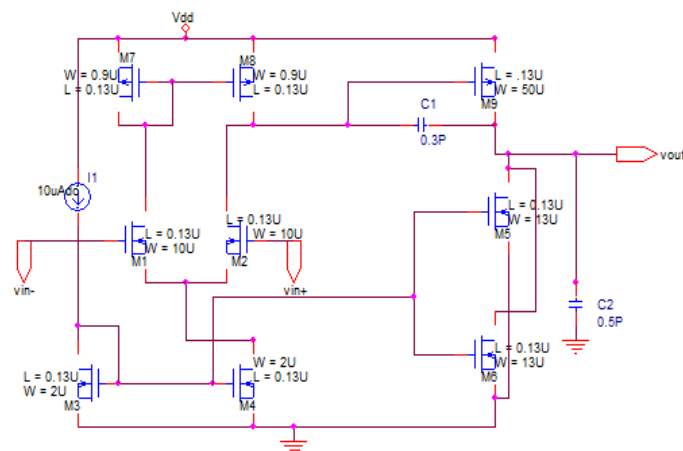 Vdd
M7
W = 0.9U
L = 0.13U
M8
W = 0.9U
L = 0.13U
L = .13U
W = 50U
M9
C1
0.3P
vout
I1
10uAdc
L = 0.13U
W = 10U
M1
L = 0.13U
W = 10U
M2
L = 0.13U
W = 13U
M5
vin-
vin+
C2
0.5P
L = 0.13U
W = 2U
M3
W = 2U
L = 0.13U
M4
L = 0.13U
W = 13U
M6